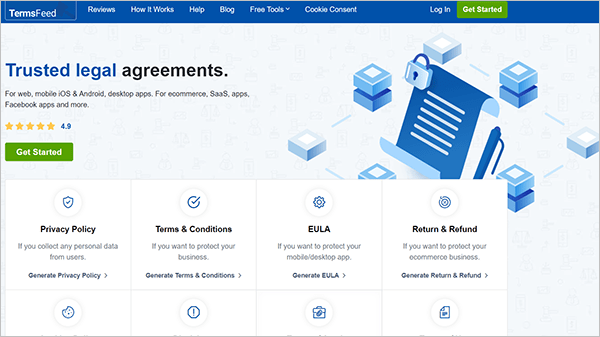 TermsFeed Reviews How It Works Help Blog Free Tools Cookie Consent Log In Get Started
Trusted legal agreements.
For web, mobile iOS & Android, desktop apps. For ecommerce, SaaS, apps,
Facebook apps and more.
4.9
Get Started
Privacy Policy
If you collect any personal data
from users.
Generate Privacy Policy
Terms & Conditions
If you want to protect your
business.
Generate Terms & Conditions
EULA
If you want to protect your
mobile/desktop app.
Generate EULA
Return & Refund
If you want to protect your
ecommerce business.
Generate Return & Refund